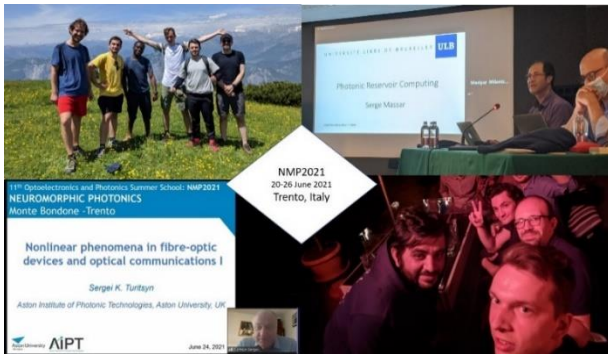 UNIVERSITÉ LIBRE DE BRUXELLES
ULB
Photonic Reservoir Computing
Serge Massar
NMP2021
20-26 June 2021
Trento, Italy
11th Optoelectronics and Photonics Summer School: NMP2021
NEUROMORPHIC PHOTONICS
Monte Bondone -Trento
Nonlinear phenomena in fibre-optic
devices and optical communications I
Sergei K. Turitsyn
Aston Institute of Photonic Technologies, Aston University, UK
Aston University
AiPT
June 24, 2021